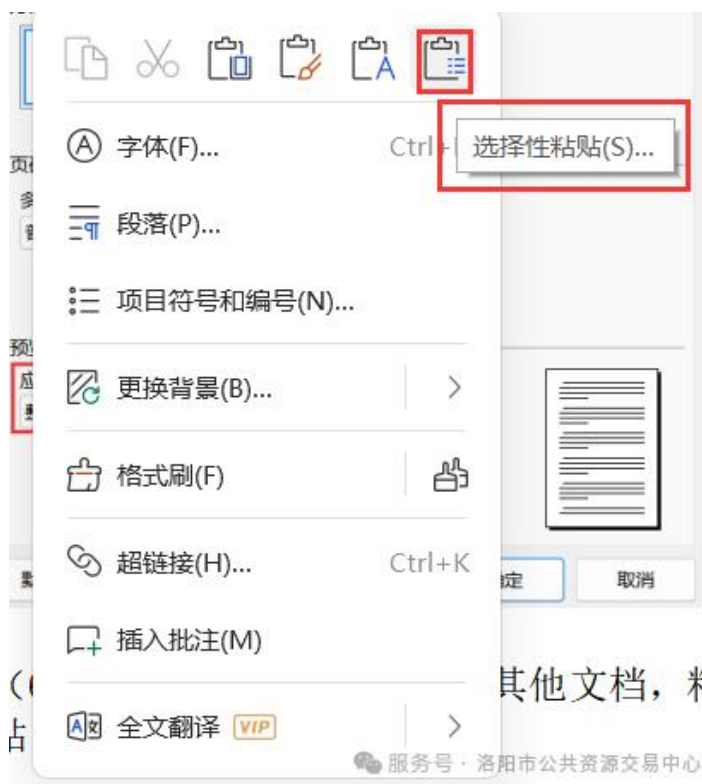 字体(F)...
Ctrl+
选择性粘贴(S)...
段落(P)...
项目符号和编号(N)...
更换背景(B)...
格式刷(F)
超链接(H)... Ctrl+K
定
取消
插入批注(M)
其他文档，
全文翻译 VIP
服务号 · 洛阳市公共资源交易中心